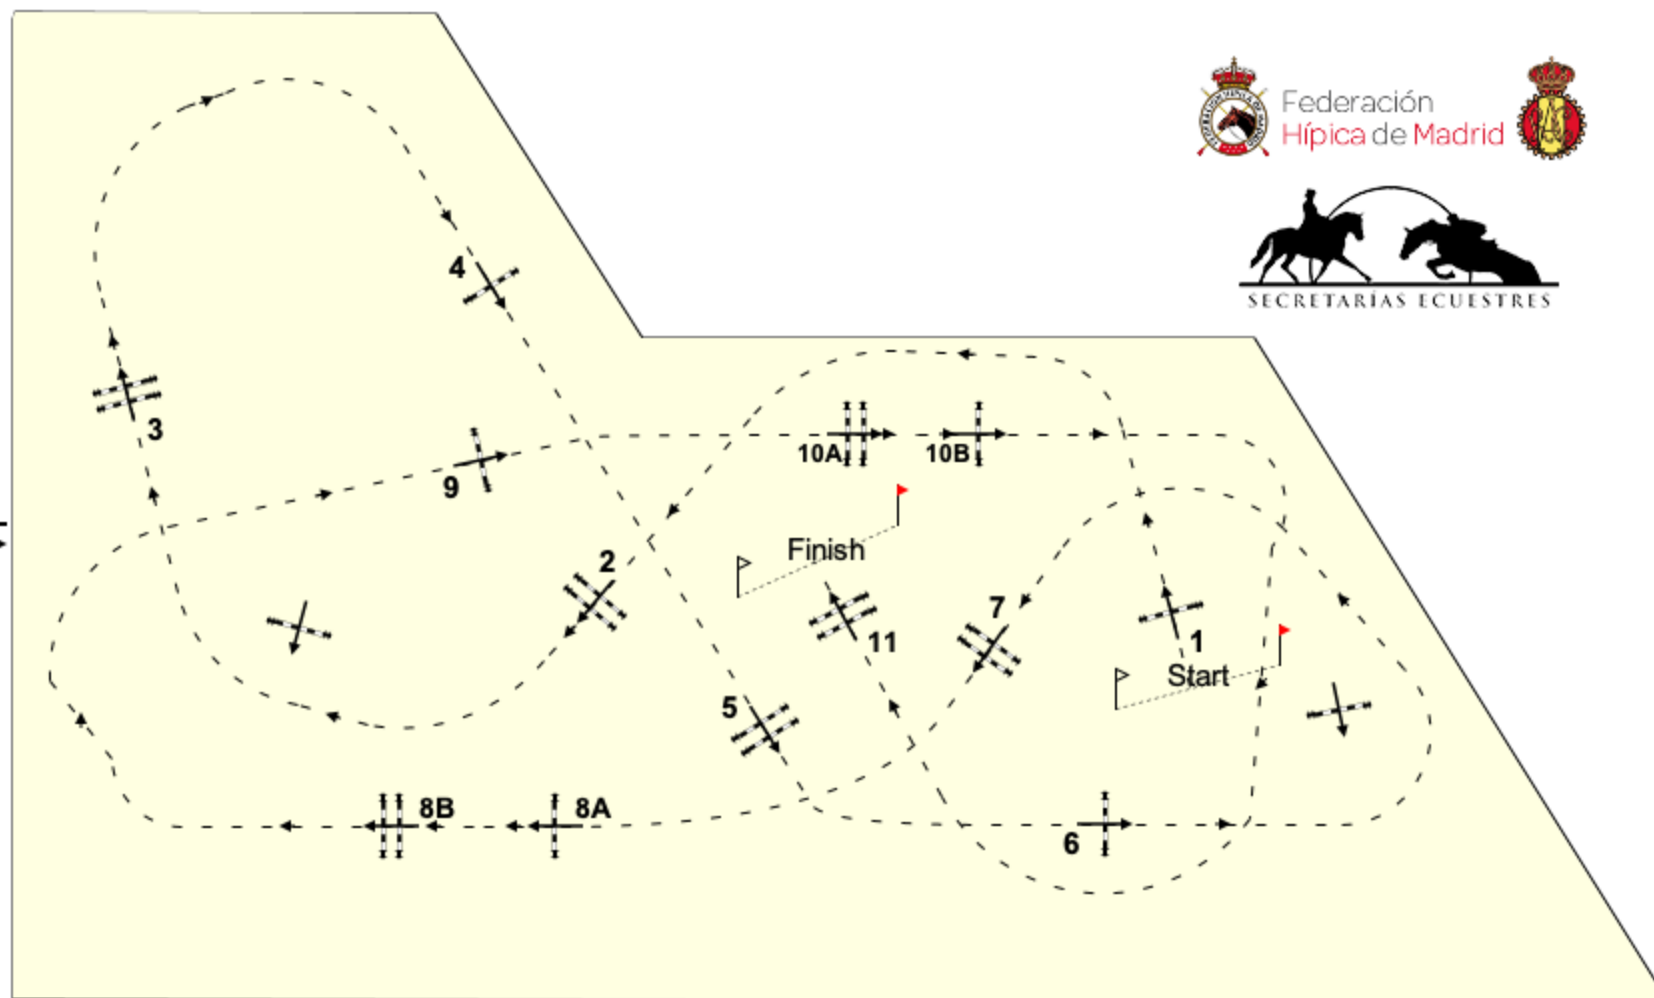 Federación
Hípica de Madrid
SECRETARÍAS ECUESTRES
4
3
9
10A
10B
2
Finish
7
11
1
Start
5
8B
8A
6